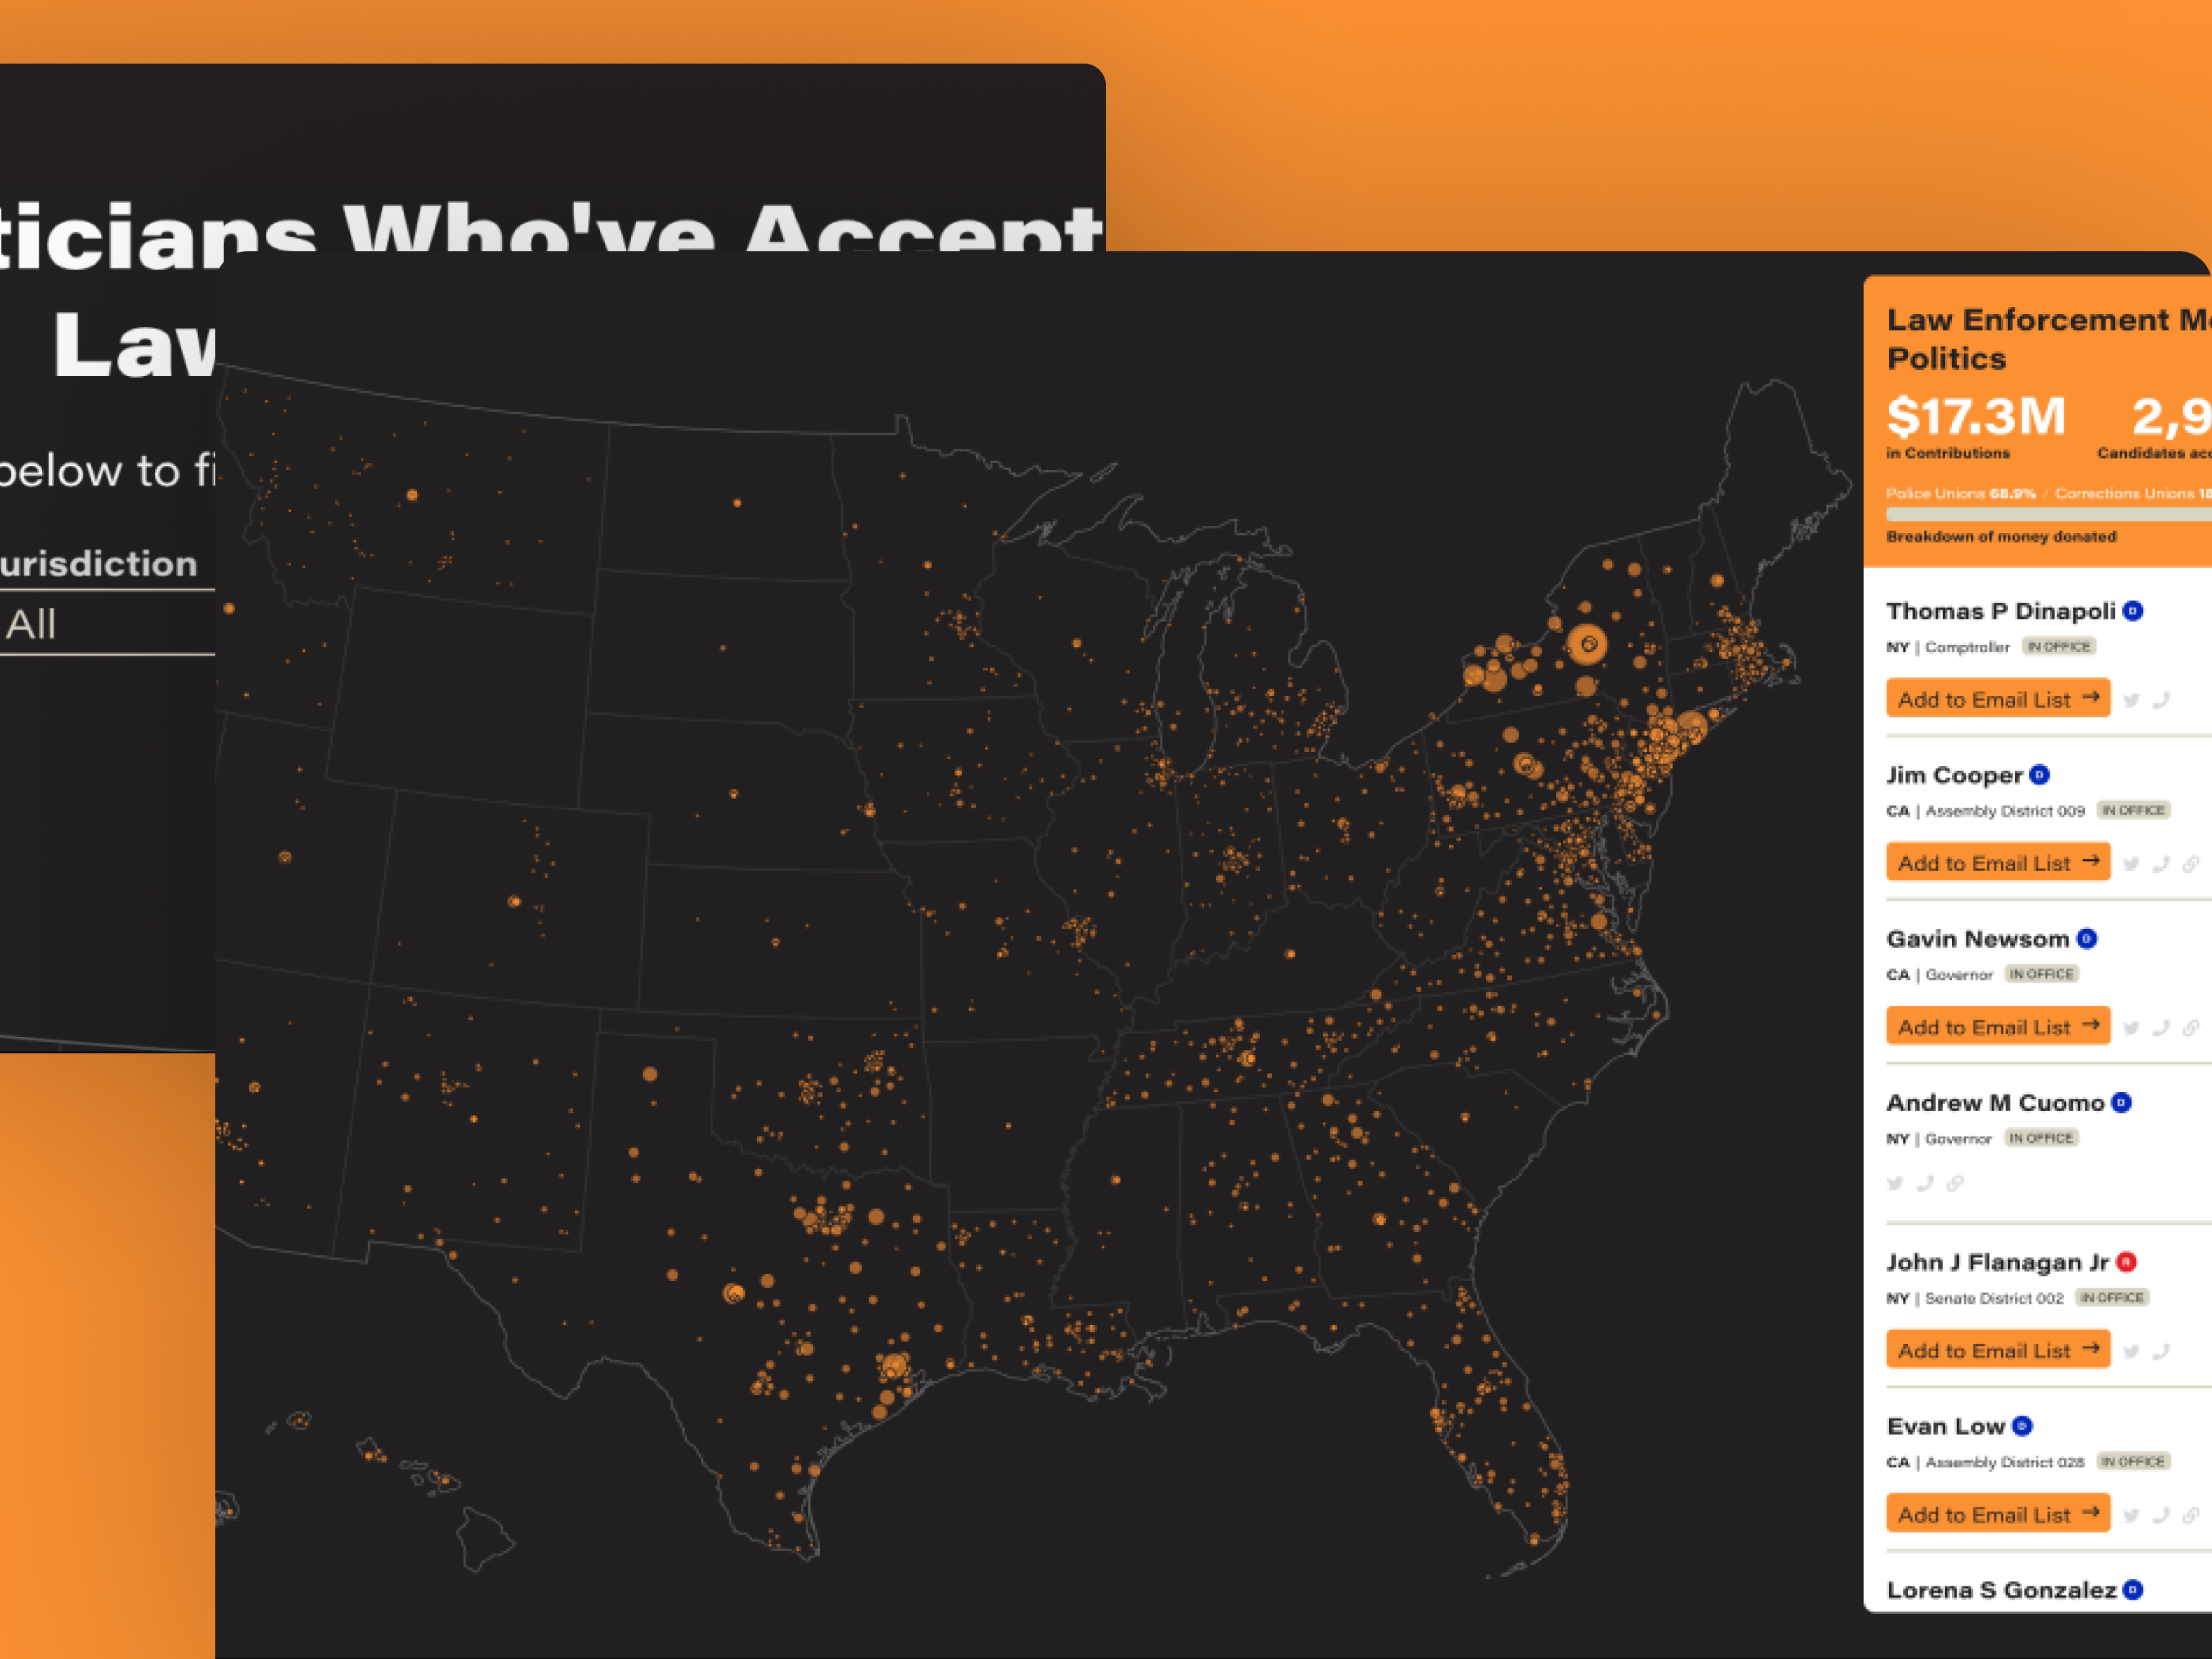 ticians Who've Accept
Law
below to fi
urisdiction
All
Law Enforcement M
Politics
$17.3M 2,9
in Contributions Candidates acc
Police Unions 68.9% / Corrections Unions 18
Breakdown of money donated
Thomas P Dinapoli D
NY | Comptroller IN OFFICE
Add to Email List →
Jim Cooper D
CA | Assembly District 009 IN OFFICE
Add to Email List →
Gavin Newsom D
CA | Governor IN OFFICE
Add to Email List →
Andrew M Cuomo D
NY | Governor IN OFFICE
John J Flanagan Jr R
NY | Senate District 002 IN OFFICE
Add to Email List →
Evan Low D
CA | Assembly District 028 IN OFFICE
Add to Email List →
Lorena S Gonzalez D